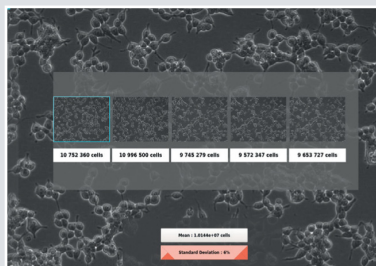 10 752 360 cells
10 996 500 cells
9 745 279 cells
9 572 347 cells
9 653 727 cells
Mean : 1.0144e+07 cells
Standard Deviation : 6%